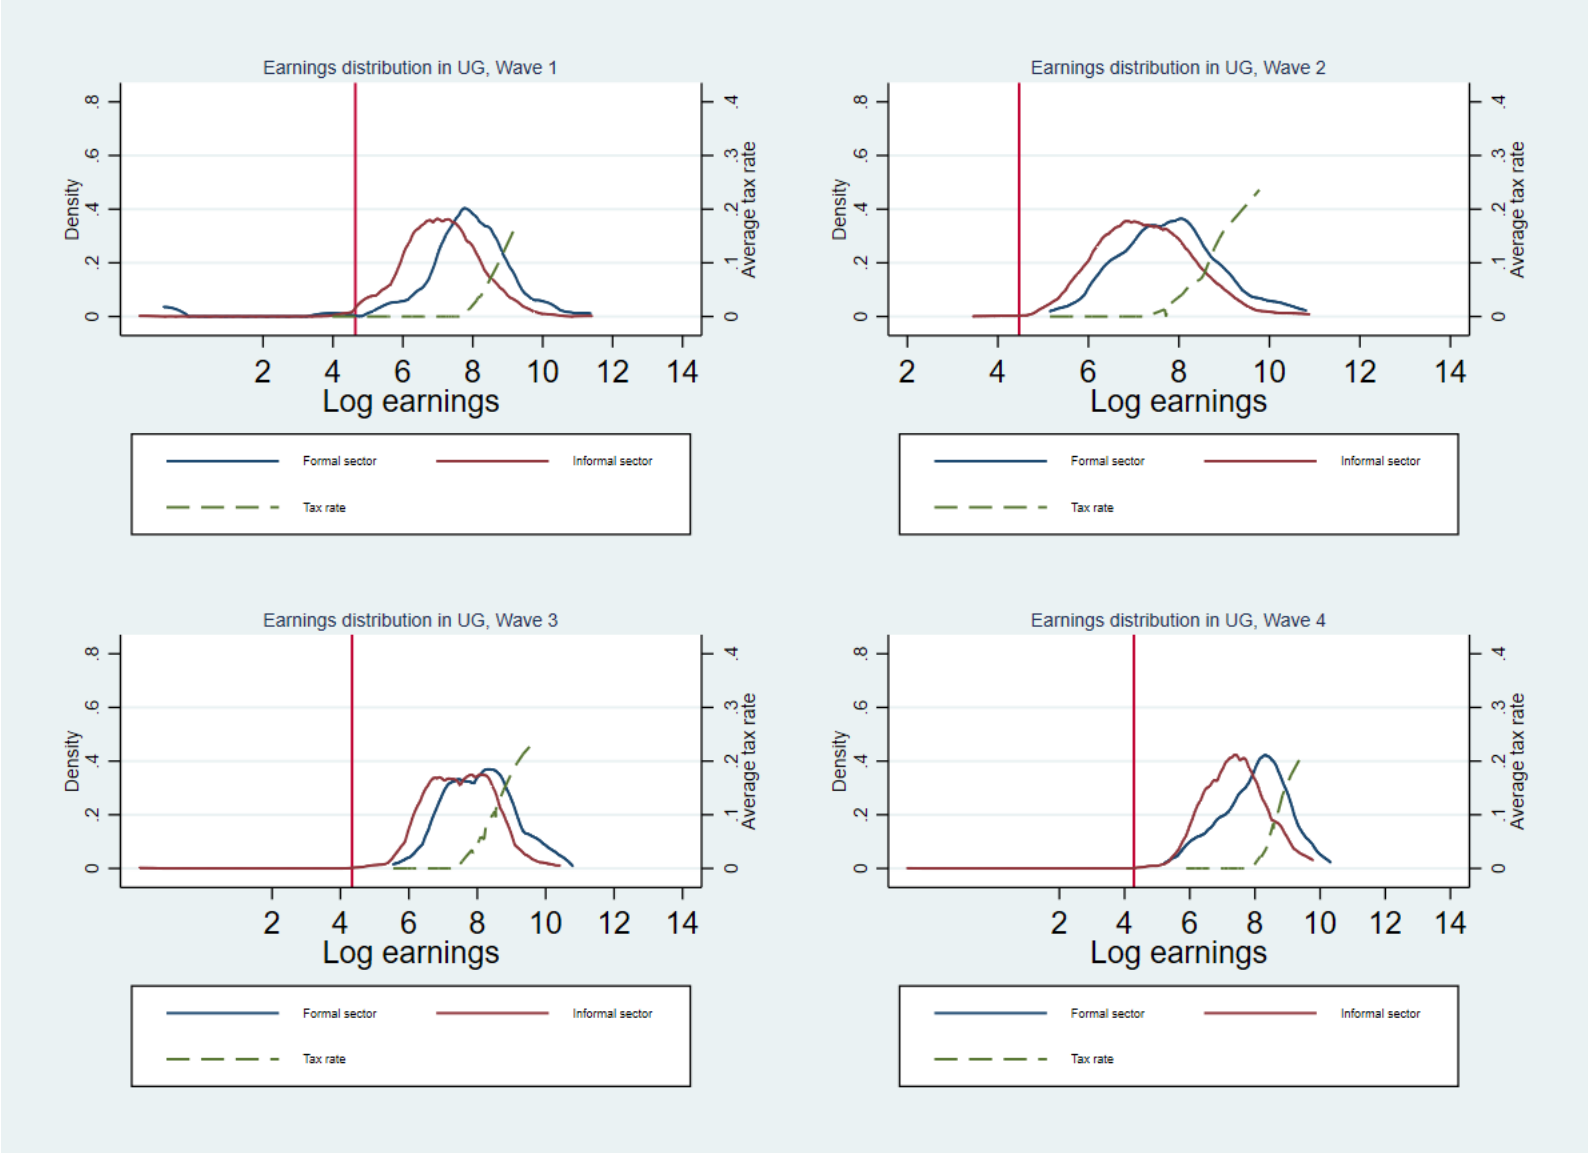 Earnings distribution in UG, Wave 1
Density
0 .2 .4 .6 .8
Average tax rate
0 .1 .2 .3 .4
2 4 6 8 10 12 14
Log earnings
Formal sector Informal sector
Tax rate
Earnings distribution in UG, Wave 2
Density
0 .2 .4 .6 .8
Average tax rate
0 .1 .2 .3 .4
2 4 6 8 10 12 14
Log earnings
Formal sector Informal sector
Tax rate
Earnings distribution in UG, Wave 3
Density
0 .2 .4 .6 .8
Average tax rate
0 .1 .2 .3 .4
2 4 6 8 10 12 14
Log earnings
Formal sector Informal sector
Tax rate
Earnings distribution in UG, Wave 4
Density
0 .2 .4 .6 .8
Average tax rate
0 .1 .2 .3 .4
2 4 6 8 10 12 14
Log earnings
Formal sector Informal sector
Tax rate